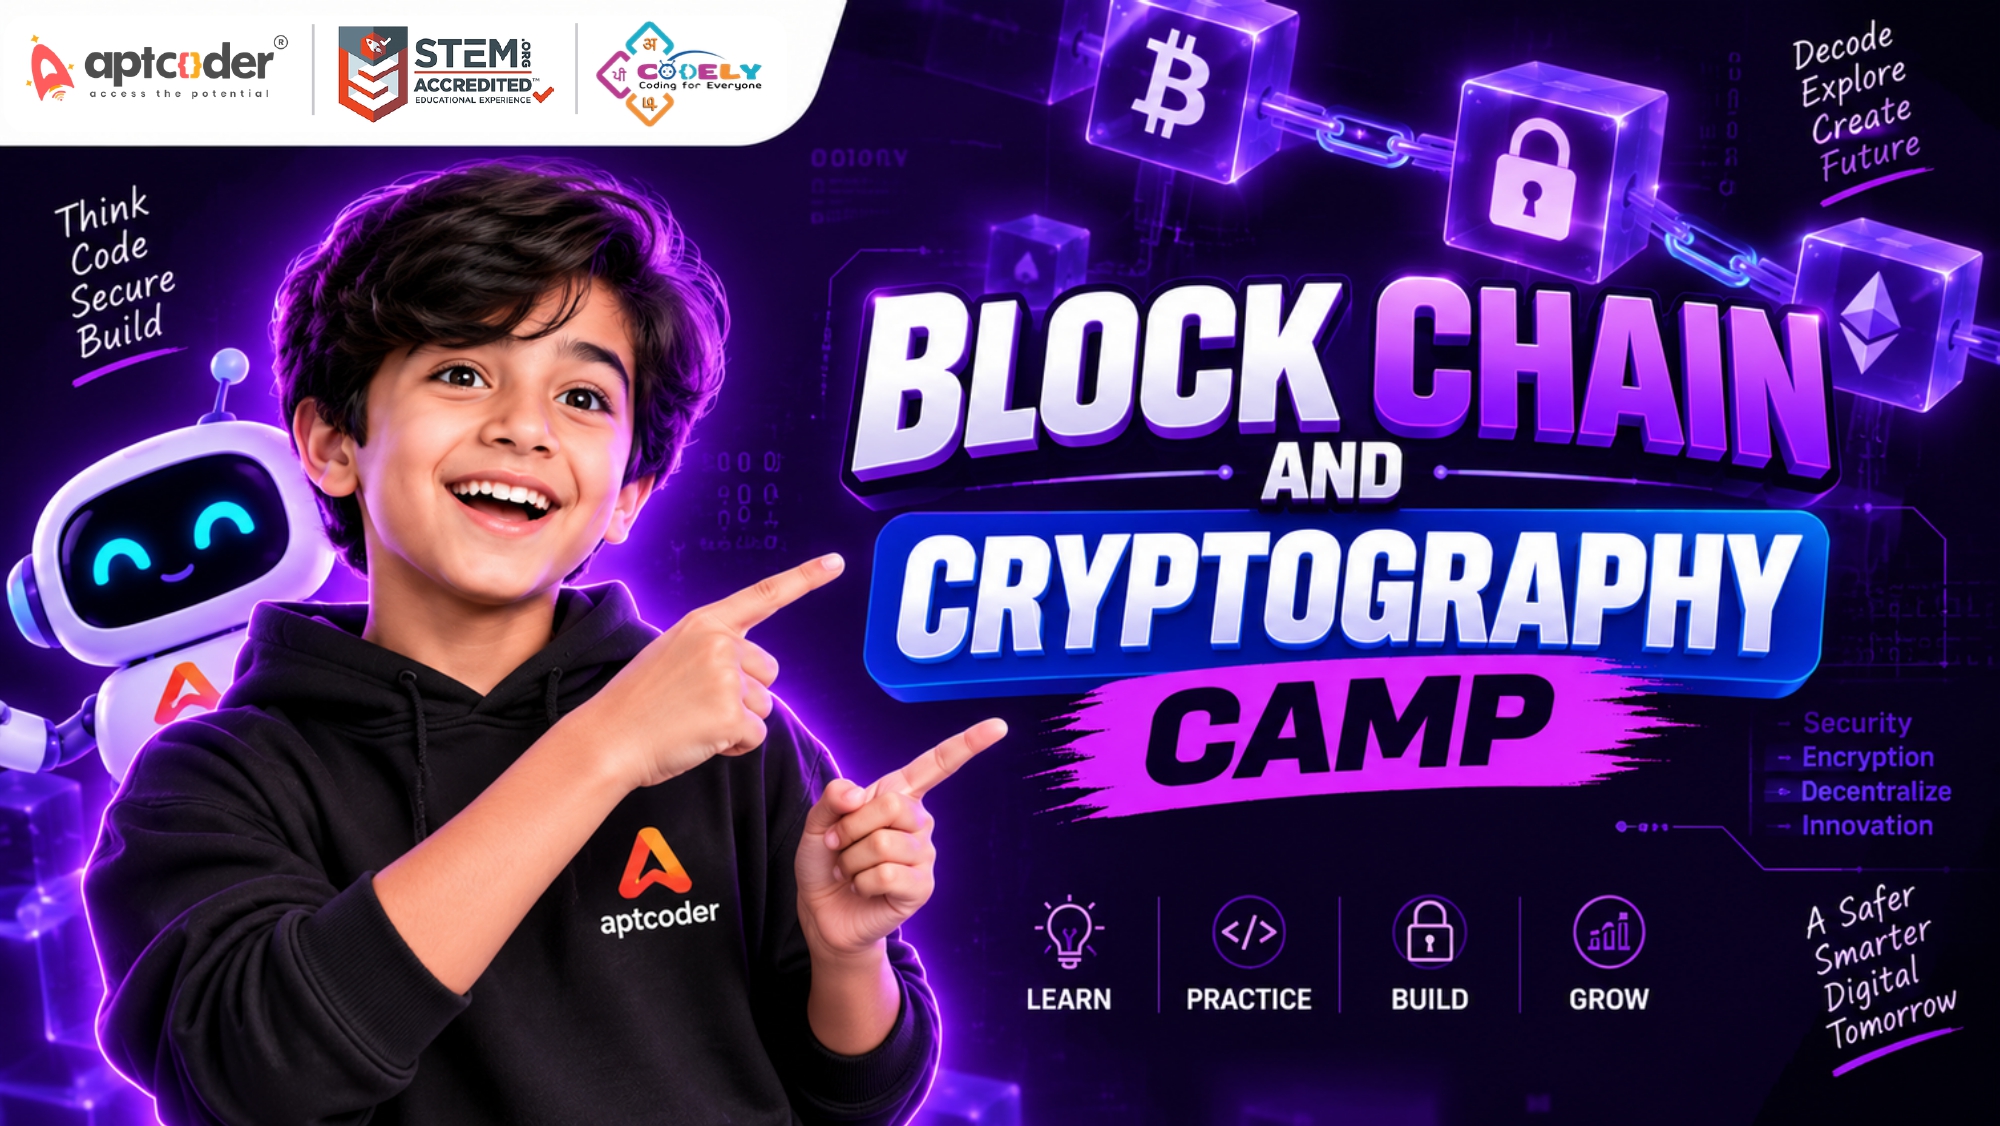 aptcoder®
access the potential
STEM.ORG
ACCREDITED™
EDUCATIONAL EXPERIENCE
अ
पी
CODELY
Coding for Everyone
Think
Code
Secure
Build
Decode
Explore
Create
Future
BLOCK CHAIN
AND
CRYPTOGRAPHY
CAMP
Security
Encryption
Decentralize
Innovation
aptcoder
LEARN
PRACTICE
BUILD
GROW
A Safer
Smarter
Digital
Tomorrow